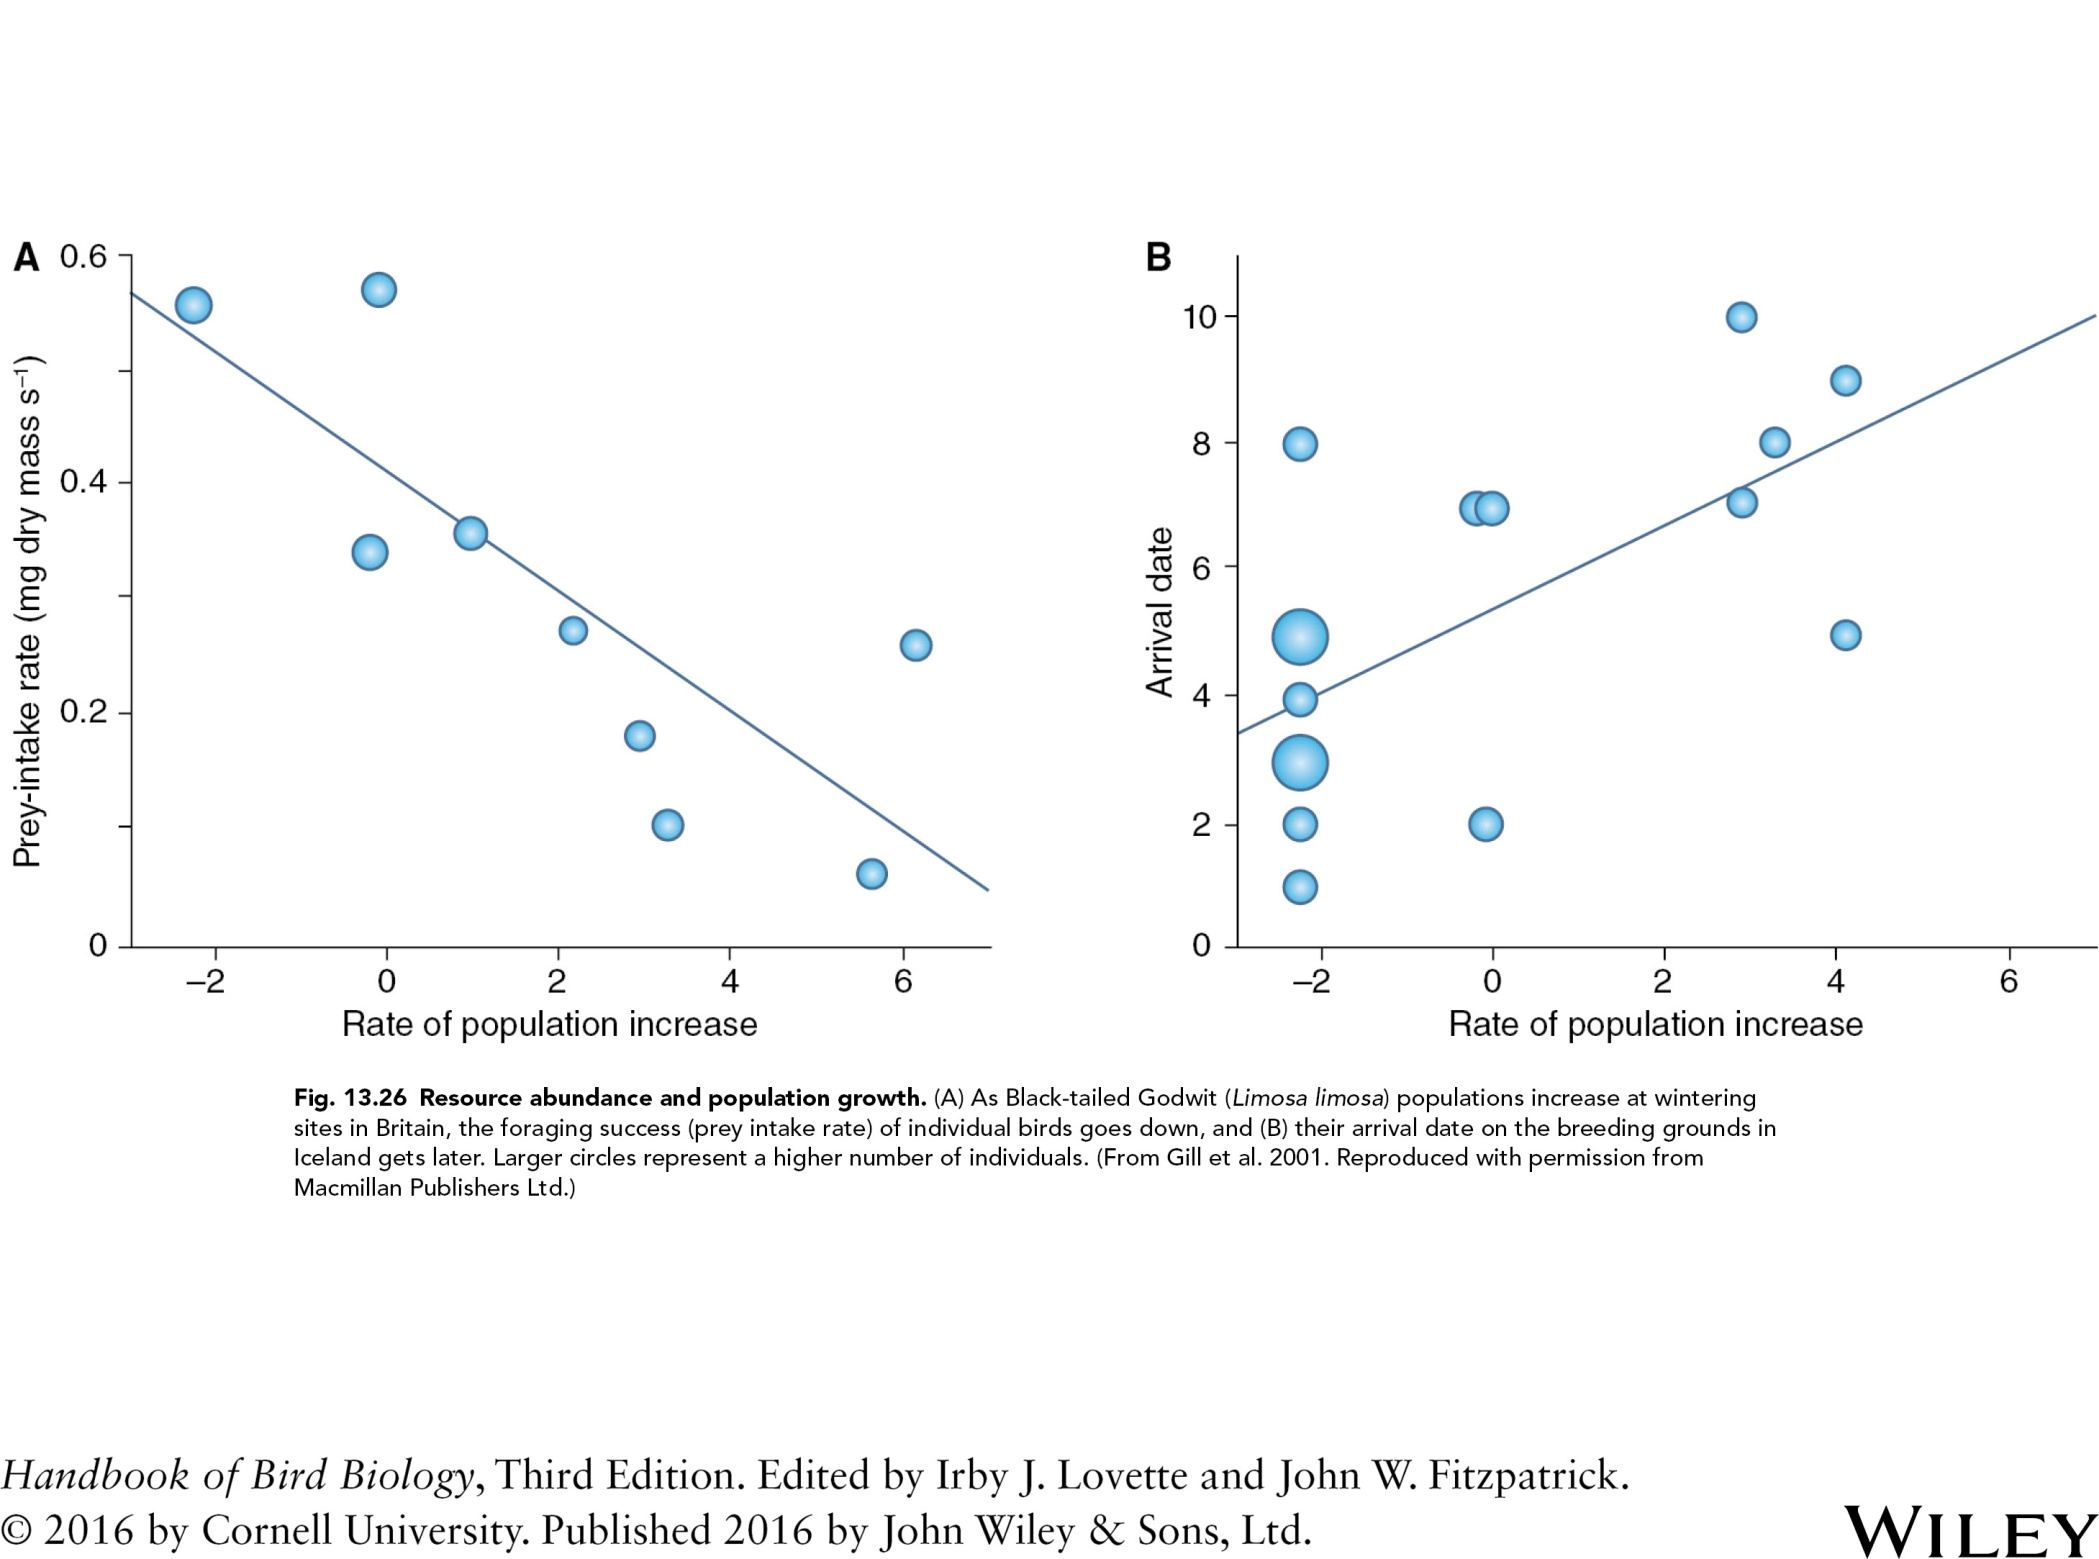 A
0.6
0.4
0.2
0
Prey-intake rate (mg dry mass s⁻¹)
–2 0 2 4 6
Rate of population increase
B
10
8
6
4
2
0
Arrival date
–2 0 2 4 6
Rate of population increase
Fig. 13.26 Resource abundance and population growth. (A) As Black-tailed Godwit (Limosa limosa) populations increase at wintering
sites in Britain, the foraging success (prey intake rate) of individual birds goes down, and (B) their arrival date on the breeding grounds in
Iceland gets later. Larger circles represent a higher number of individuals. (From Gill et al. 2001. Reproduced with permission from
Macmillan Publishers Ltd.)
Handbook of Bird Biology, Third Edition. Edited by Irby J. Lovette and John W. Fitzpatrick.
© 2016 by Cornell University. Published 2016 by John Wiley & Sons, Ltd.
WILEY